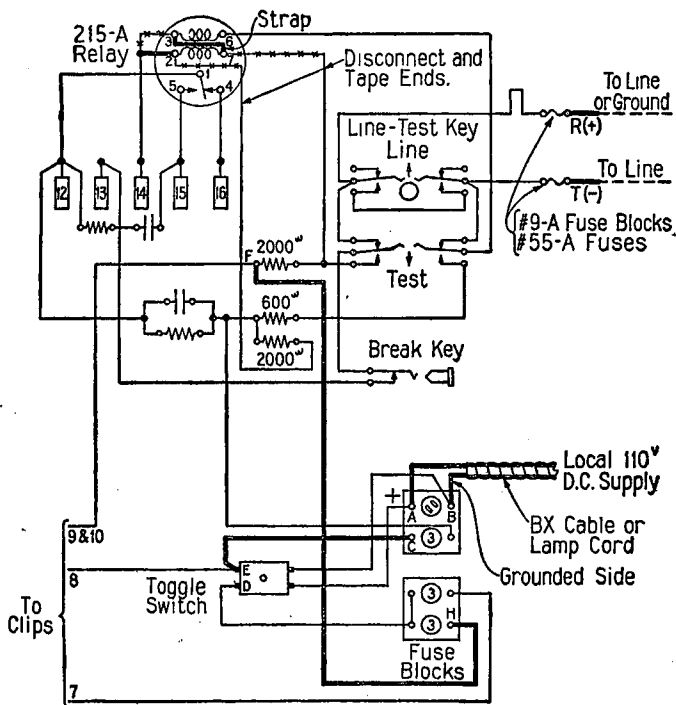 215-A
Relay
Strap
3
6
2
7
1
5
4
Disconnect and
Tape Ends.
To Line
or Ground
R(+)
Line-Test Key
Line
To Line
T(-)
#9-A Fuse Blocks
#55-A Fuses
12
13
14
15
16
F
2000ω
Test
600ω
2000ω
Break Key
Local 110ᵛ
D.C. Supply
+
A
B
BX Cable or
Lamp Cord
9&10
C
3
E
Grounded Side
8
D
Toggle
Switch
3
To
Clips
3
H
Fuse
Blocks
7